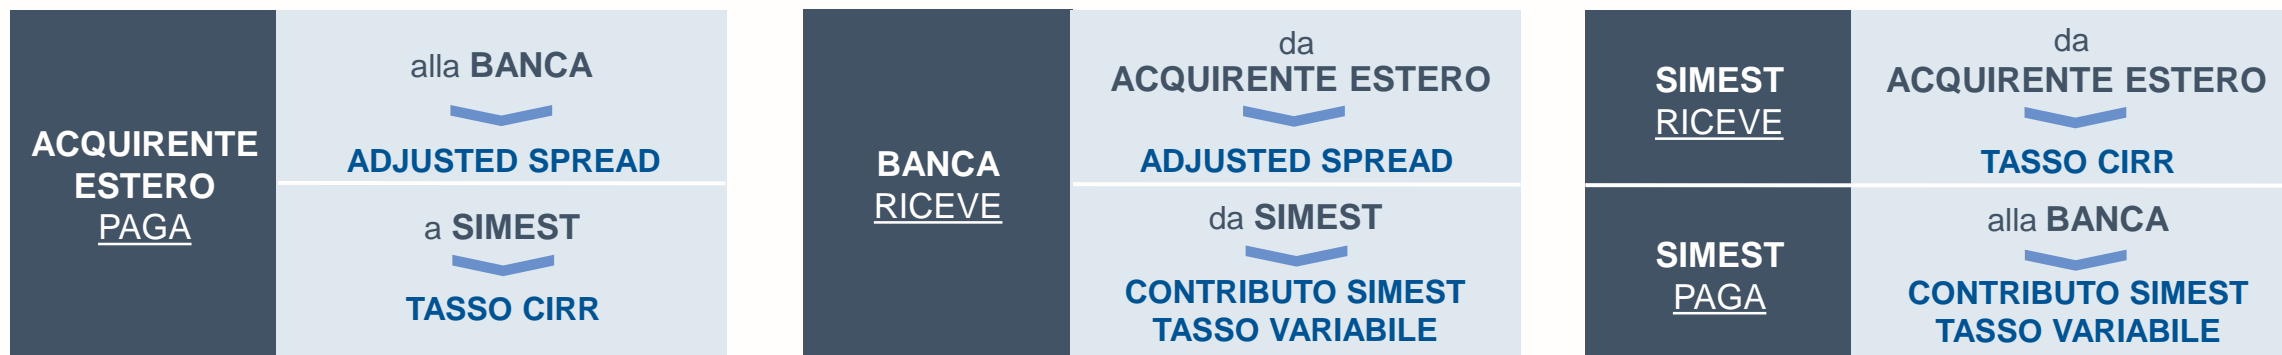 ACQUIRENTE
ESTERO
PAGA
alla BANCA
ADJUSTED SPREAD
a SIMEST
TASSO CIRR
BANCA
RICEVE
da
ACQUIRENTE ESTERO
ADJUSTED SPREAD
da SIMEST
CONTRIBUTO SIMEST
TASSO VARIABILE
SIMEST
RICEVE
da
ACQUIRENTE ESTERO
TASSO CIRR
SIMEST
PAGA
alla BANCA
CONTRIBUTO SIMEST
TASSO VARIABILE